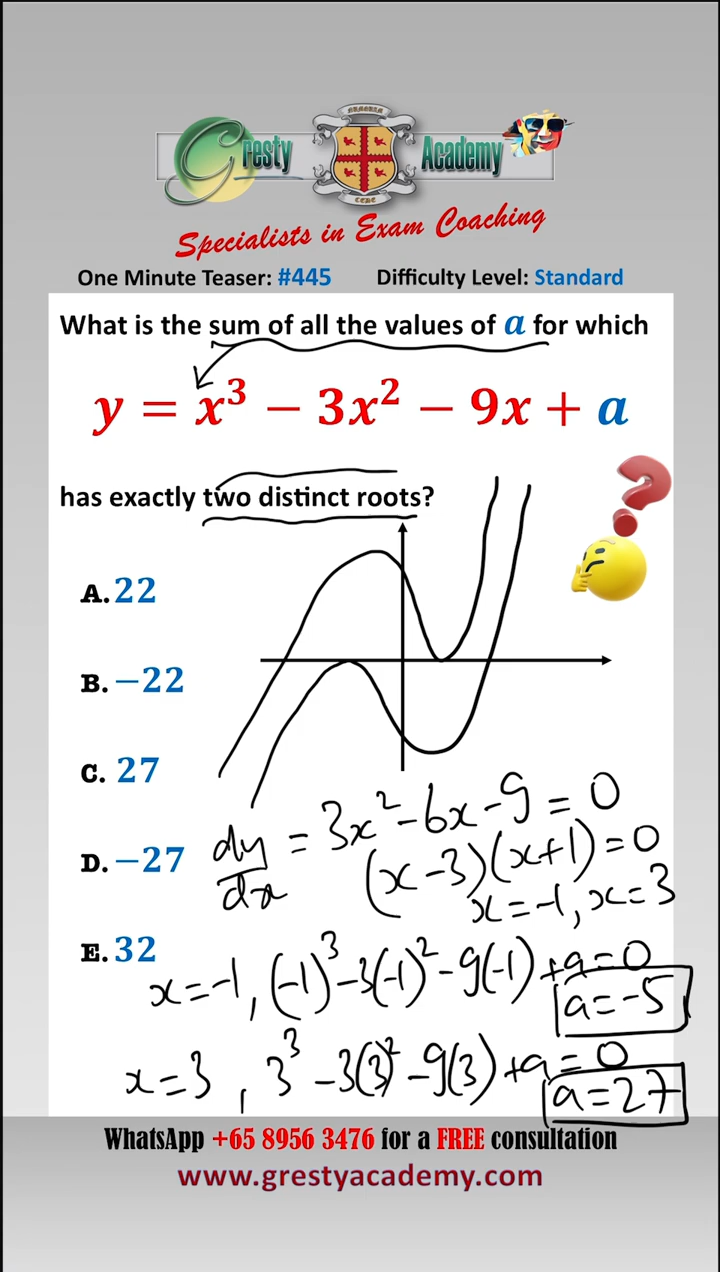 NUMQUAM
Gresty Academy
CEDE
Specialists in Exam Coaching
One Minute Teaser: #445 Difficulty Level: Standard
What is the sum of all the values of a for which
y = x³ − 3x² − 9x + a
has exactly two distinct roots?
A. 22
B. −22
C. 27
D. −27
E. 32
dy/dx = 3x² − 6x − 9 = 0
(x − 3)(x + 1) = 0
x = −1, x = 3
x = −1, (−1)³ − 3(−1)² − 9(−1) + a = 0
a = −5
x = 3, 3³ − 3(3)² − 9(3) + a = 0
a = 27
WhatsApp +65 8956 3476 for a FREE consultation
www.grestyacademy.com